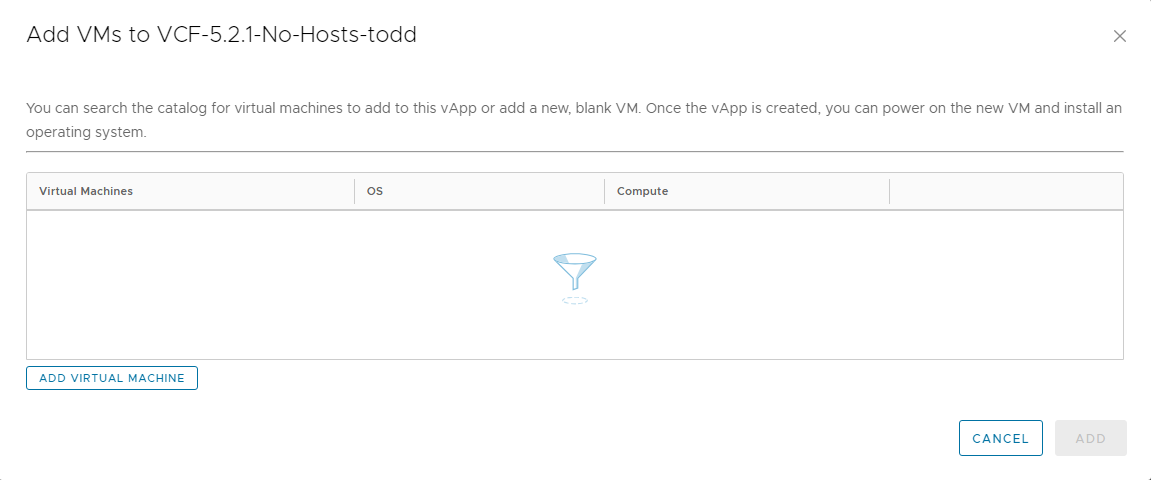 Add VMs to VCF-5.2.1-No-Hosts-todd
You can search the catalog for virtual machines to add to this vApp or add a new, blank VM. Once the vApp is created, you can power on the new VM and install an
operating system.
Virtual Machines OS Compute
ADD VIRTUAL MACHINE
CANCEL ADD